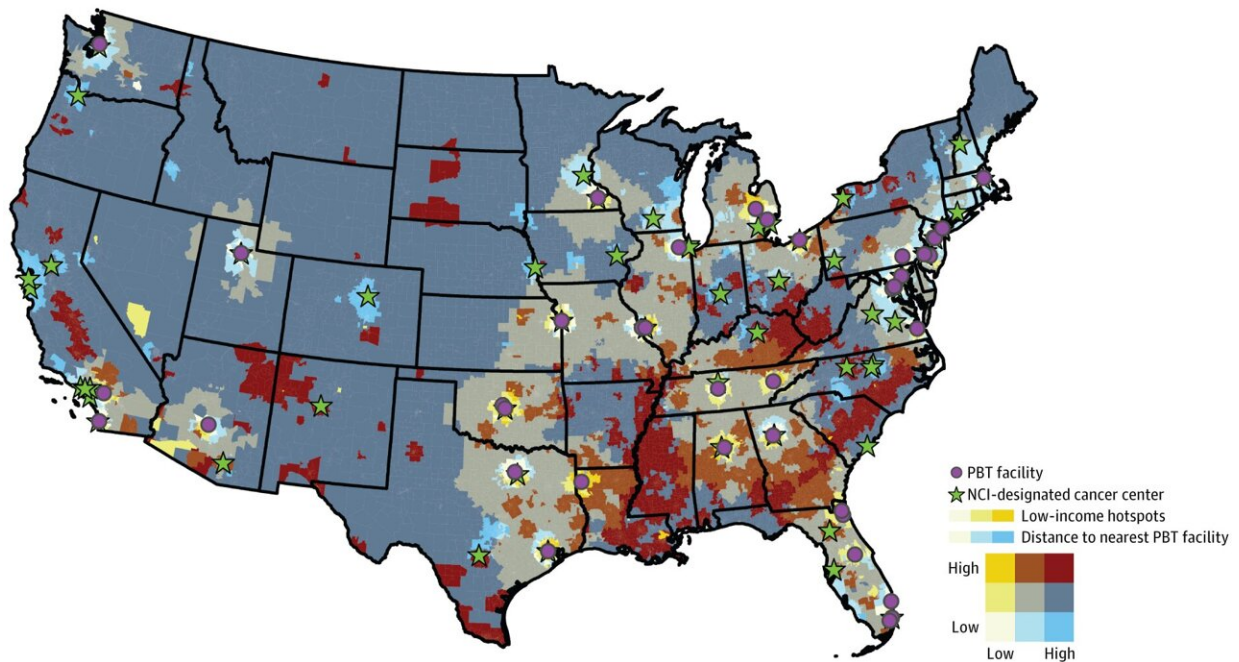 PBT facility
NCI-designated cancer center
Low-income hotspots
Distance to nearest PBT facility
High
Low
Low High